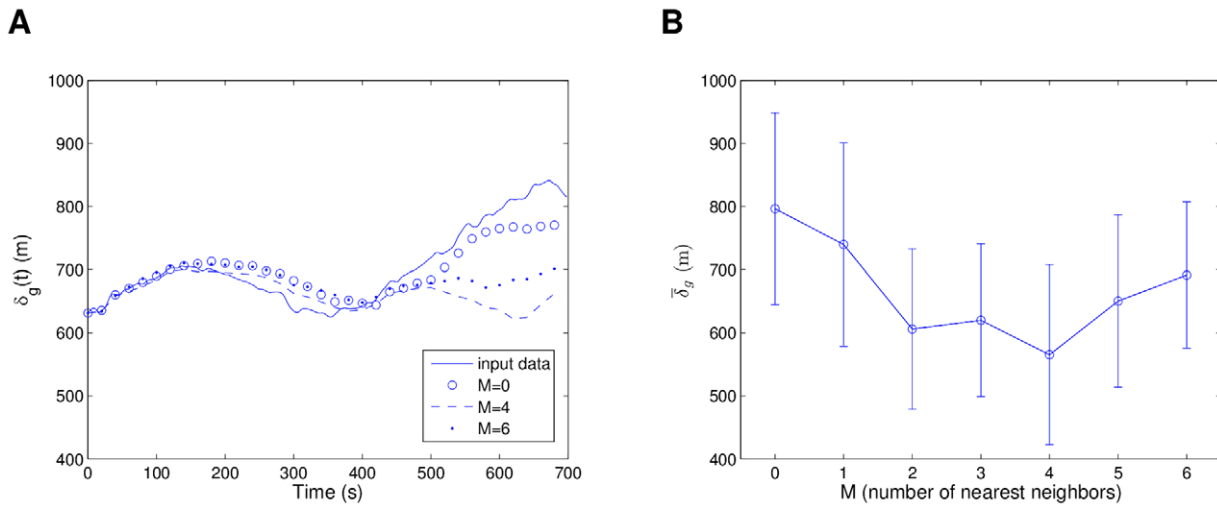 A
B
1000
900
800
700
600
500
400
δg(t) (m)
0
100
200
300
400
500
600
700
Time (s)
input data
M=0
M=4
M=6
1000
900
800
700
600
500
400
δ̅g (m)
0
1
2
3
4
5
6
M (number of nearest neighbors)